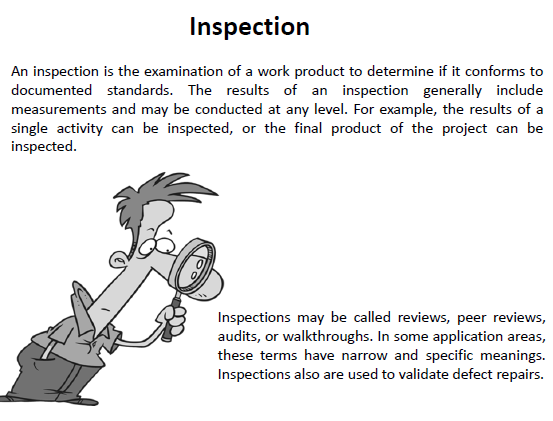 Inspection
An inspection is the examination of a work product to determine if it conforms to
documented standards. The results of an inspection generally include
measurements and may be conducted at any level. For example, the results of a
single activity can be inspected, or the final product of the project can be
inspected.
Inspections may be called reviews, peer reviews,
audits, or walkthroughs. In some application areas,
these terms have narrow and specific meanings.
Inspections also are used to validate defect repairs.